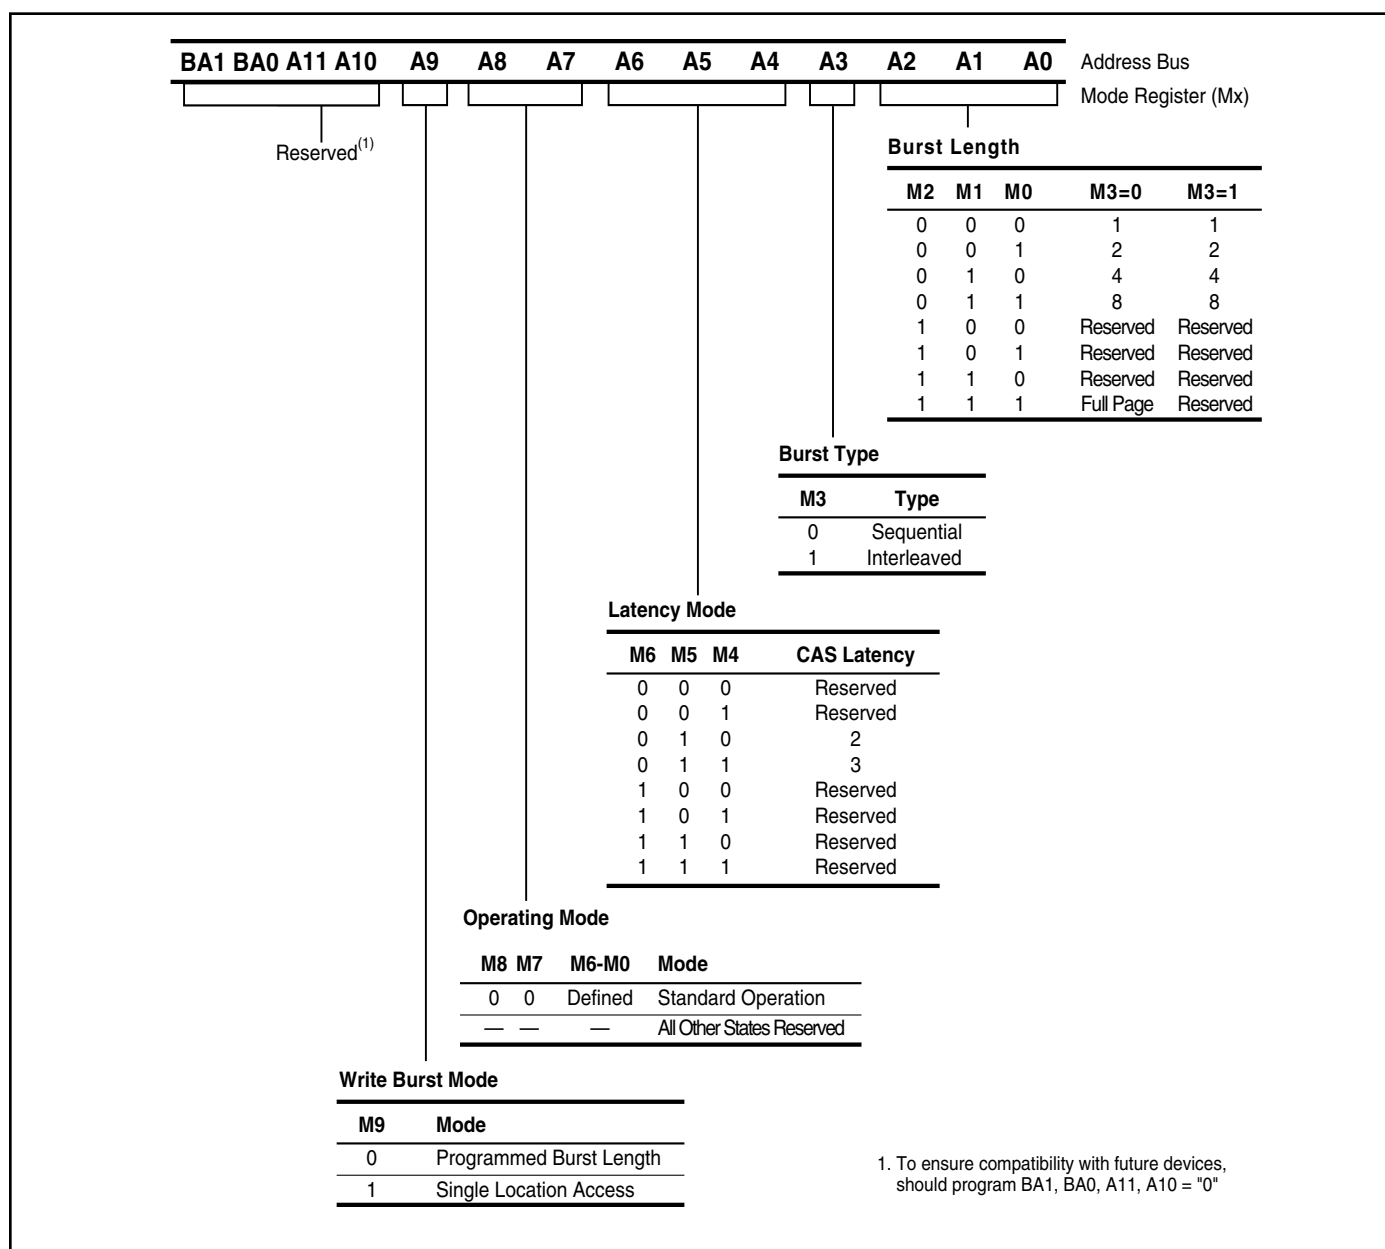 BA1 BA0 A11 A10 A9 A8 A7 A6 A5 A4 A3 A2 A1 A0 Address Bus
Mode Register (Mx)
Reserved(1)
Burst Length
M2 M1 M0 M3=0 M3=1
0 0 0 1 1
0 0 1 2 2
0 1 0 4 4
0 1 1 8 8
1 0 0 Reserved Reserved
1 0 1 Reserved Reserved
1 1 0 Reserved Reserved
1 1 1 Full Page Reserved
Burst Type
M3 Type
0 Sequential
1 Interleaved
Latency Mode
M6 M5 M4 CAS Latency
0 0 0 Reserved
0 0 1 Reserved
0 1 0 2
0 1 1 3
1 0 0 Reserved
1 0 1 Reserved
1 1 0 Reserved
1 1 1 Reserved
Operating Mode
M8 M7 M6-M0 Mode
0 0 Defined Standard Operation
— — — All Other States Reserved
Write Burst Mode
M9 Mode
0 Programmed Burst Length
1 Single Location Access
1. To ensure compatibility with future devices,
should program BA1, BA0, A11, A10 = "0"